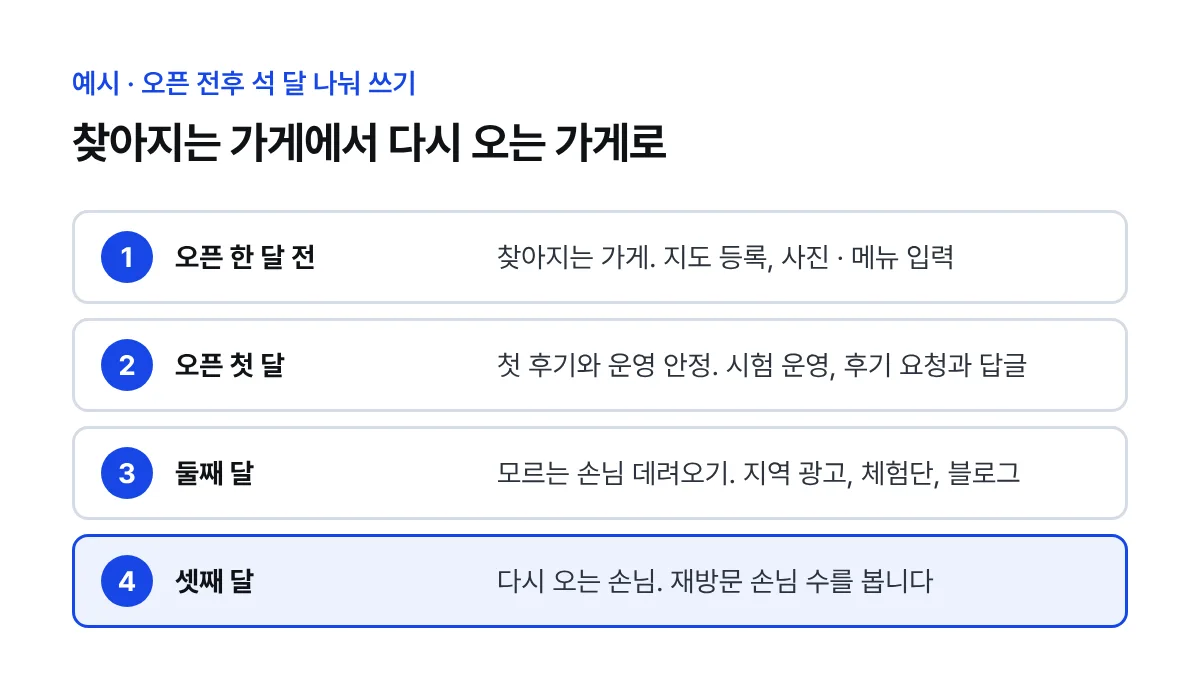 예시 · 오픈 전후 석 달 나눠 쓰기
찾아지는 가게에서 다시 오는 가게로
1 오픈 한 달 전 찾아지는 가게. 지도 등록, 사진 · 메뉴 입력
2 오픈 첫 달 첫 후기와 운영 안정. 시험 운영, 후기 요청과 답글
3 둘째 달 모르는 손님 데려오기. 지역 광고, 체험단, 블로그
4 셋째 달 다시 오는 손님. 재방문 손님 수를 봅니다